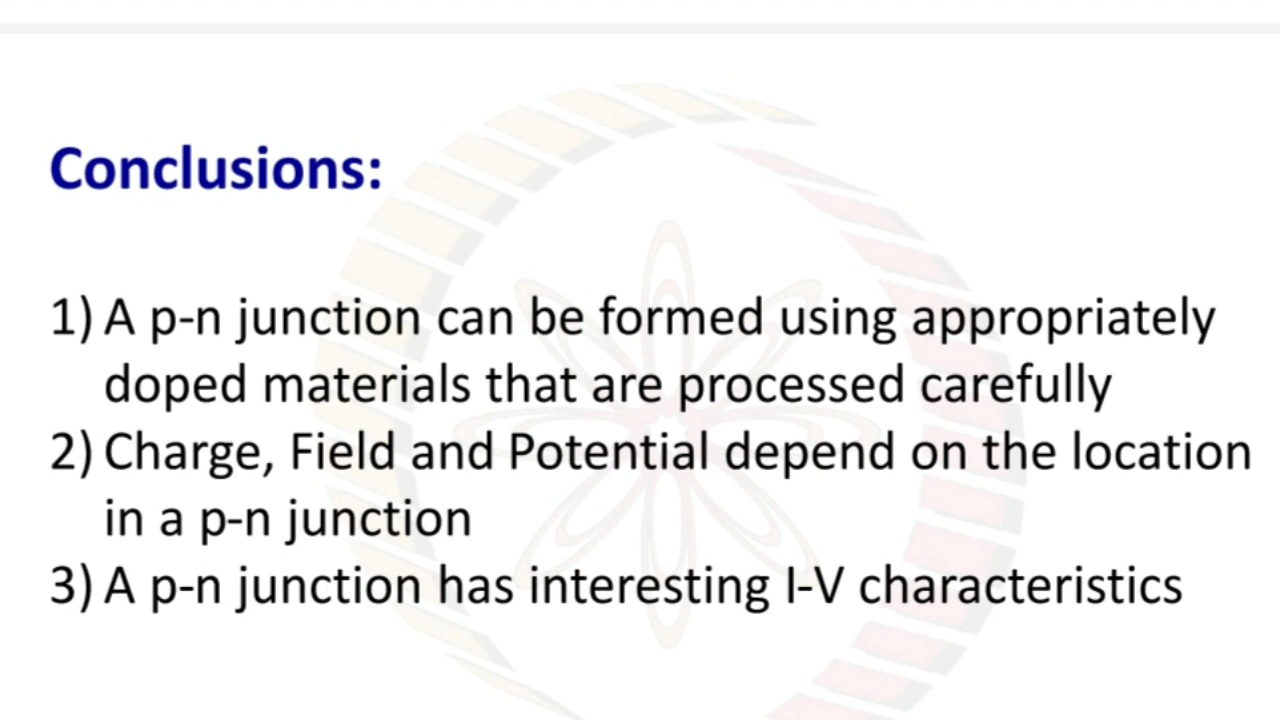 Conclusions:
1) A p-n junction can be formed using appropriately
doped materials that are processed carefully
2) Charge, Field and Potential depend on the location
in a p-n junction
3) A p-n junction has interesting I-V characteristics